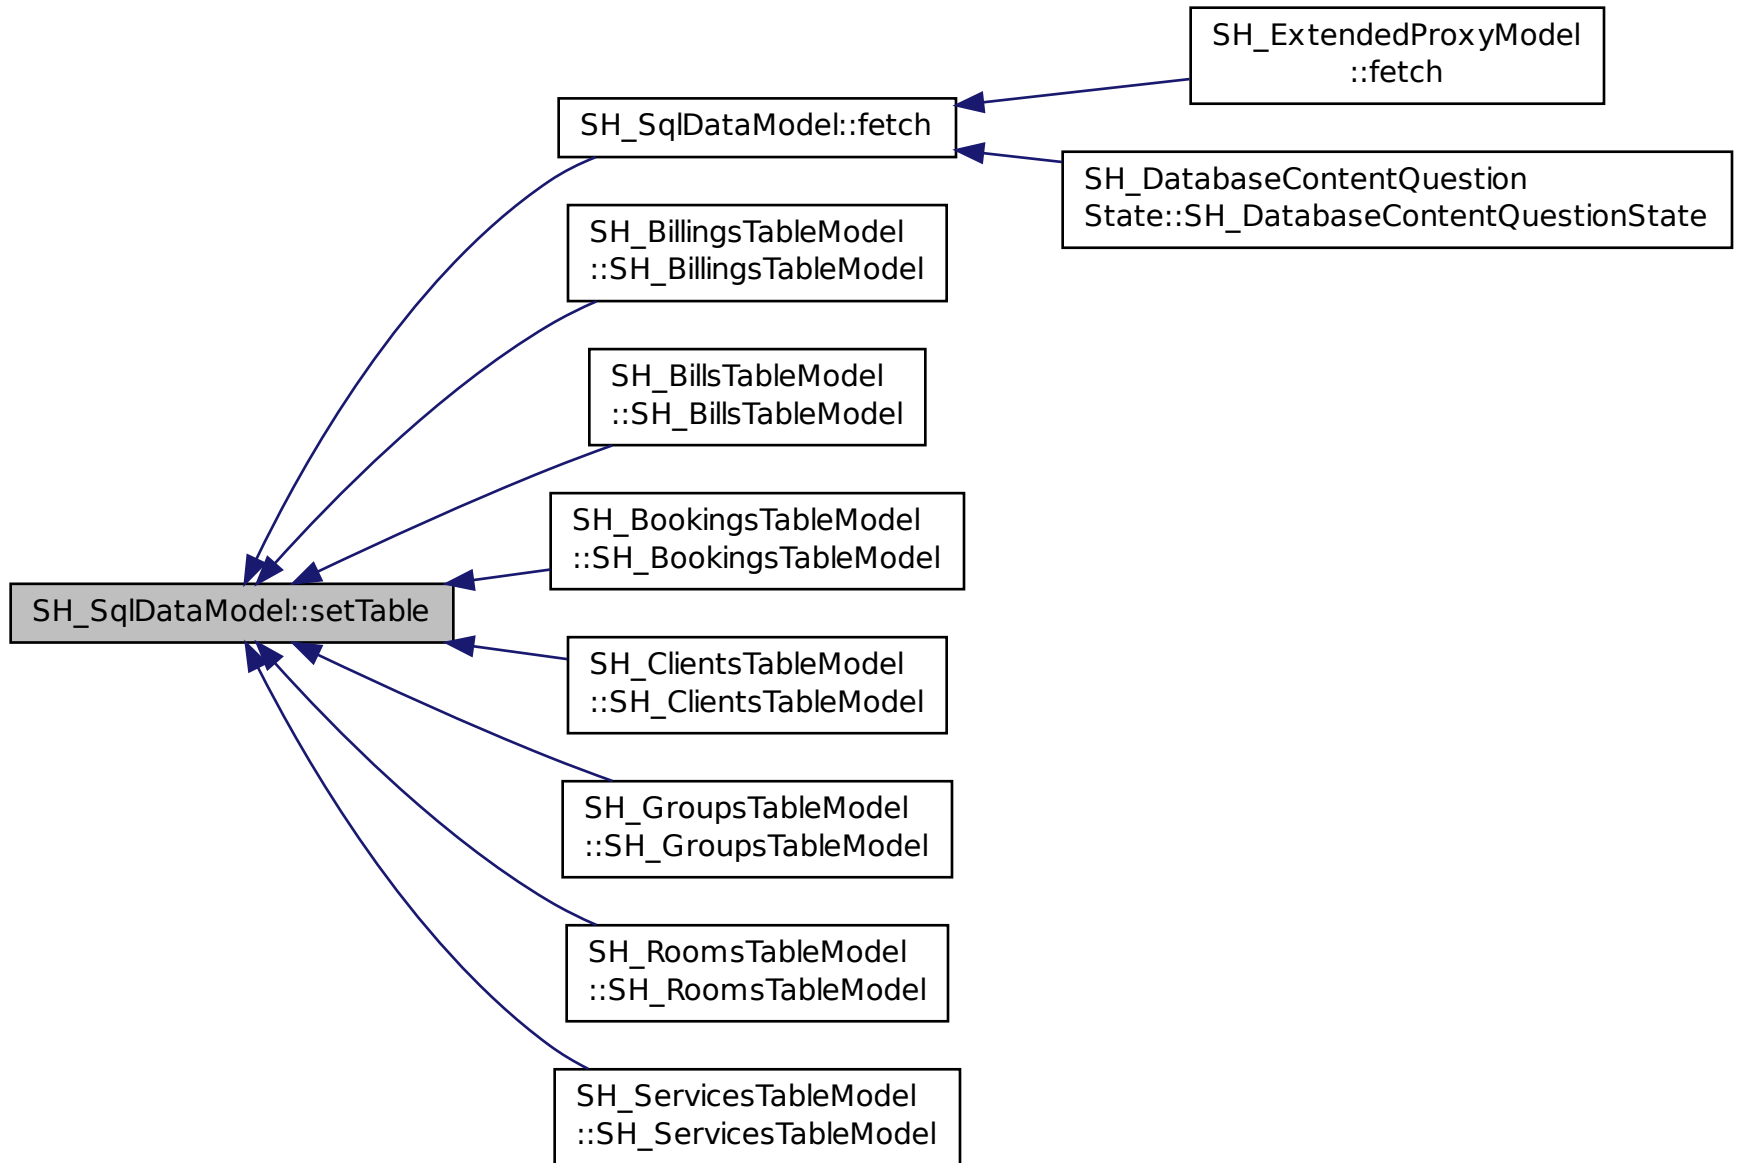 SH_ExtendedProxyModel
::fetch
SH_SqlDataModel::fetch
SH_DatabaseContentQuestion
State::SH_DatabaseContentQuestionState
SH_BillingsTableModel
::SH_BillingsTableModel
SH_BillsTableModel
::SH_BillsTableModel
SH_BookingsTableModel
::SH_BookingsTableModel
SH_SqlDataModel::setTable
SH_ClientsTableModel
::SH_ClientsTableModel
SH_GroupsTableModel
::SH_GroupsTableModel
SH_RoomsTableModel
::SH_RoomsTableModel
SH_ServicesTableModel
::SH_ServicesTableModel